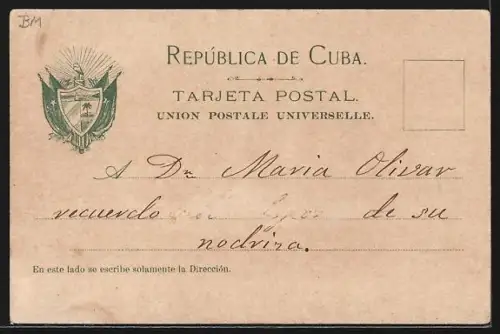 BM
REPÚBLICA DE CUBA.
TARJETA POSTAL.
UNION POSTALE UNIVERSELLE.
A Dn Maria Olivar
recuerdo de su
nodriza.
En este lado se escribe solamente la Dirección.